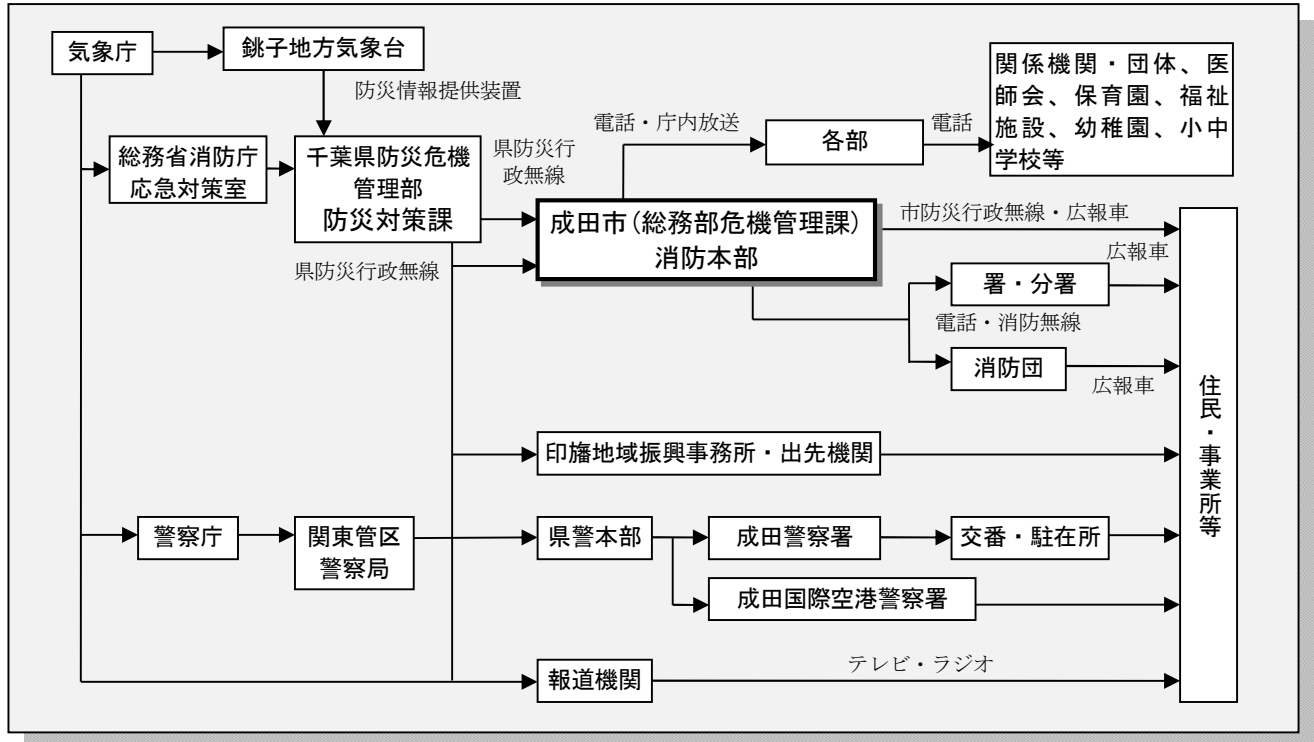 気象庁
銚子地方気象台
防災情報提供装置
関係機関・団体、医
師会、保育園、福祉
施設、幼稚園、小中
学校等
電話・庁内放送
各部
電話
総務省消防庁
応急対策室
千葉県防災危機
管理部
防災対策課
県防災行
政無線
県防災行政無線
成田市(総務部危機管理課)
消防本部
市防災行政無線・広報車
広報車
署・分署
電話・消防無線
消防団
広報車
住民・事業所等
印旛地域振興事務所・出先機関
警察庁
関東管区
警察局
県警本部
成田警察署
交番・駐在所
成田国際空港警察署
報道機関
テレビ・ラジオ